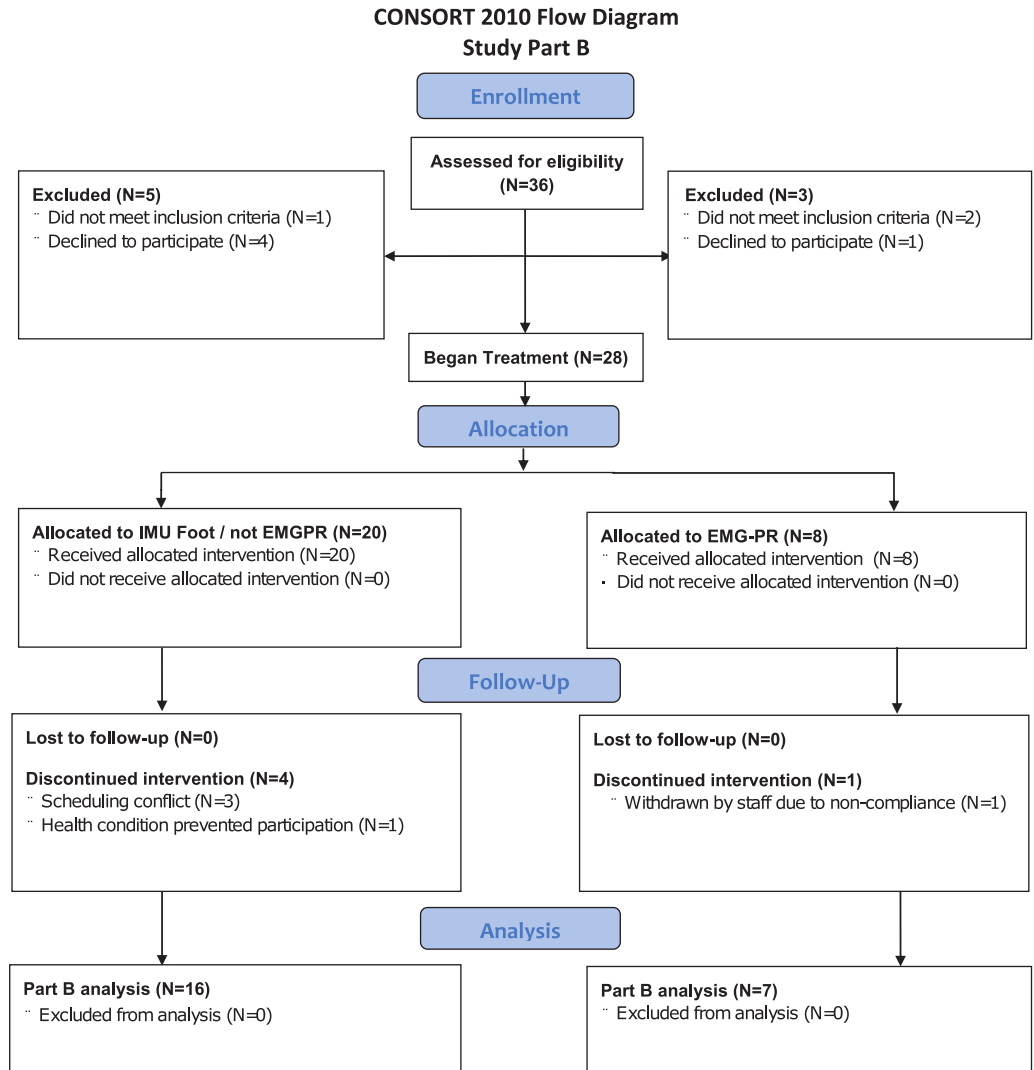 CONSORT 2010 Flow Diagram
Study Part B
Enrollment
Assessed for eligibility
(N=36)
Excluded (N=5)
¨ Did not meet inclusion criteria (N=1)
¨ Declined to participate (N=4)
Excluded (N=3)
¨ Did not meet inclusion criteria (N=2)
¨ Declined to participate (N=1)
Began Treatment (N=28)
Allocation
Allocated to IMU Foot / not EMGPR (N=20)
¨ Received allocated intervention (N=20)
¨ Did not receive allocated intervention (N=0)
Allocated to EMG-PR (N=8)
¨ Received allocated intervention (N=8)
· Did not receive allocated intervention (N=0)
Follow-Up
Lost to follow-up (N=0)
Discontinued intervention (N=4)
¨ Scheduling conflict (N=3)
¨ Health condition prevented participation (N=1)
Lost to follow-up (N=0)
Discontinued intervention (N=1)
¨ Withdrawn by staff due to non-compliance (N=1)
Analysis
Part B analysis (N=16)
¨ Excluded from analysis (N=0)
Part B analysis (N=7)
¨ Excluded from analysis (N=0)